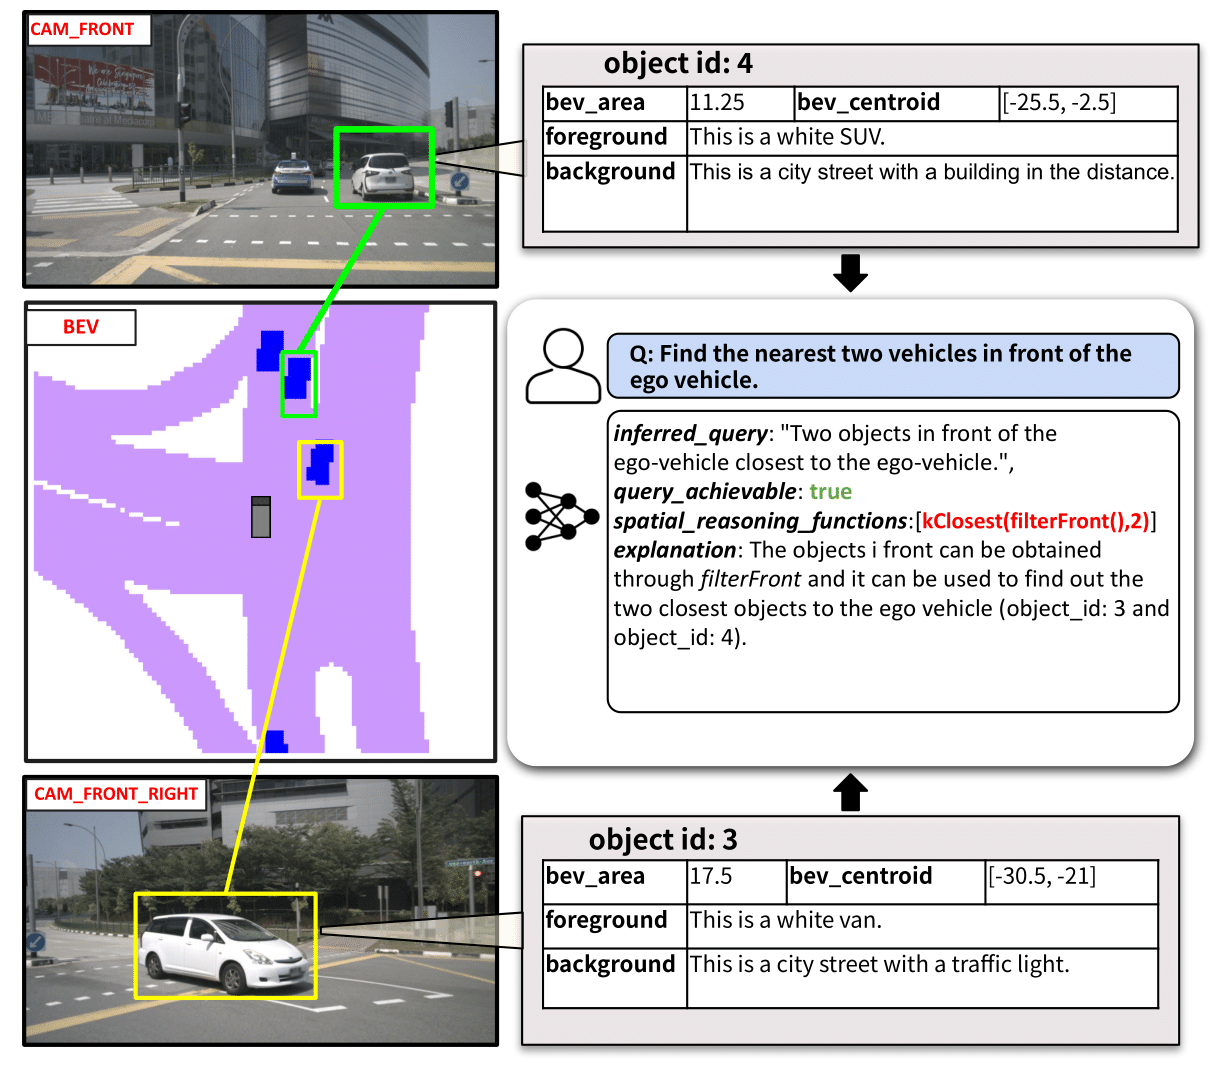 CAM_FRONT
We are Singapore
at Mediacorp
object id: 4
bev_area 11.25 bev_centroid [-25.5, -2.5]
foreground This is a white SUV.
background This is a city street with a building in the distance.
BEV
Q: Find the nearest two vehicles in front of the
ego vehicle.
inferred_query: "Two objects in front of the
ego-vehicle closest to the ego-vehicle.",
query_achievable: true
spatial_reasoning_functions:[kClosest(filterFront(),2)]
explanation: The objects i front can be obtained
through filterFront and it can be used to find out the
two closest objects to the ego vehicle (object_id: 3 and
object_id: 4).
CAM_FRONT_RIGHT
object id: 3
bev_area 17.5 bev_centroid [-30.5, -21]
foreground This is a white van.
background This is a city street with a traffic light.